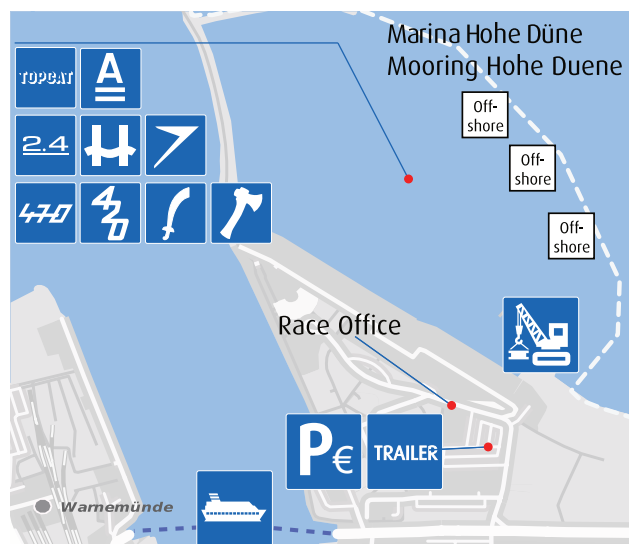 Marina Hohe Düne
Mooring Hohe Duene
TOPCAT
A
2.4
H
470
420
Off-
shore
Off-
shore
Off-
shore
Race Office
P€
TRAILER
Warnemünde